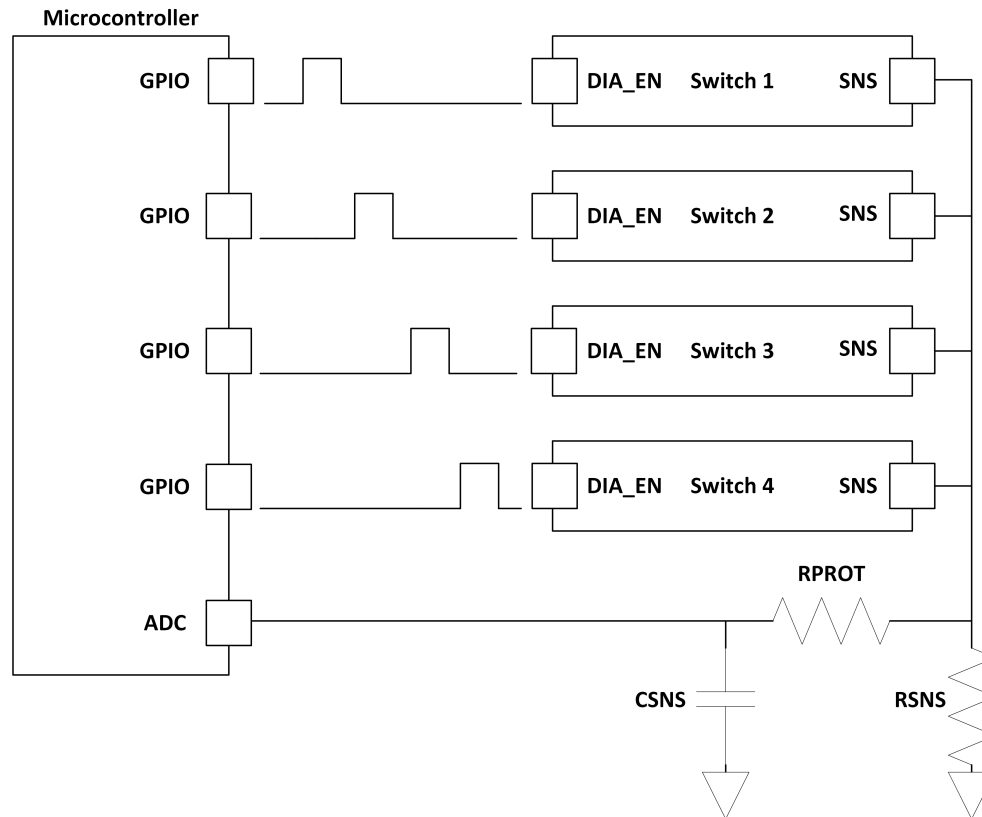 Microcontroller
GPIO DIA_EN Switch 1 SNS
GPIO DIA_EN Switch 2 SNS
GPIO DIA_EN Switch 3 SNS
GPIO DIA_EN Switch 4 SNS
RPROT
ADC
CSNS RSNS